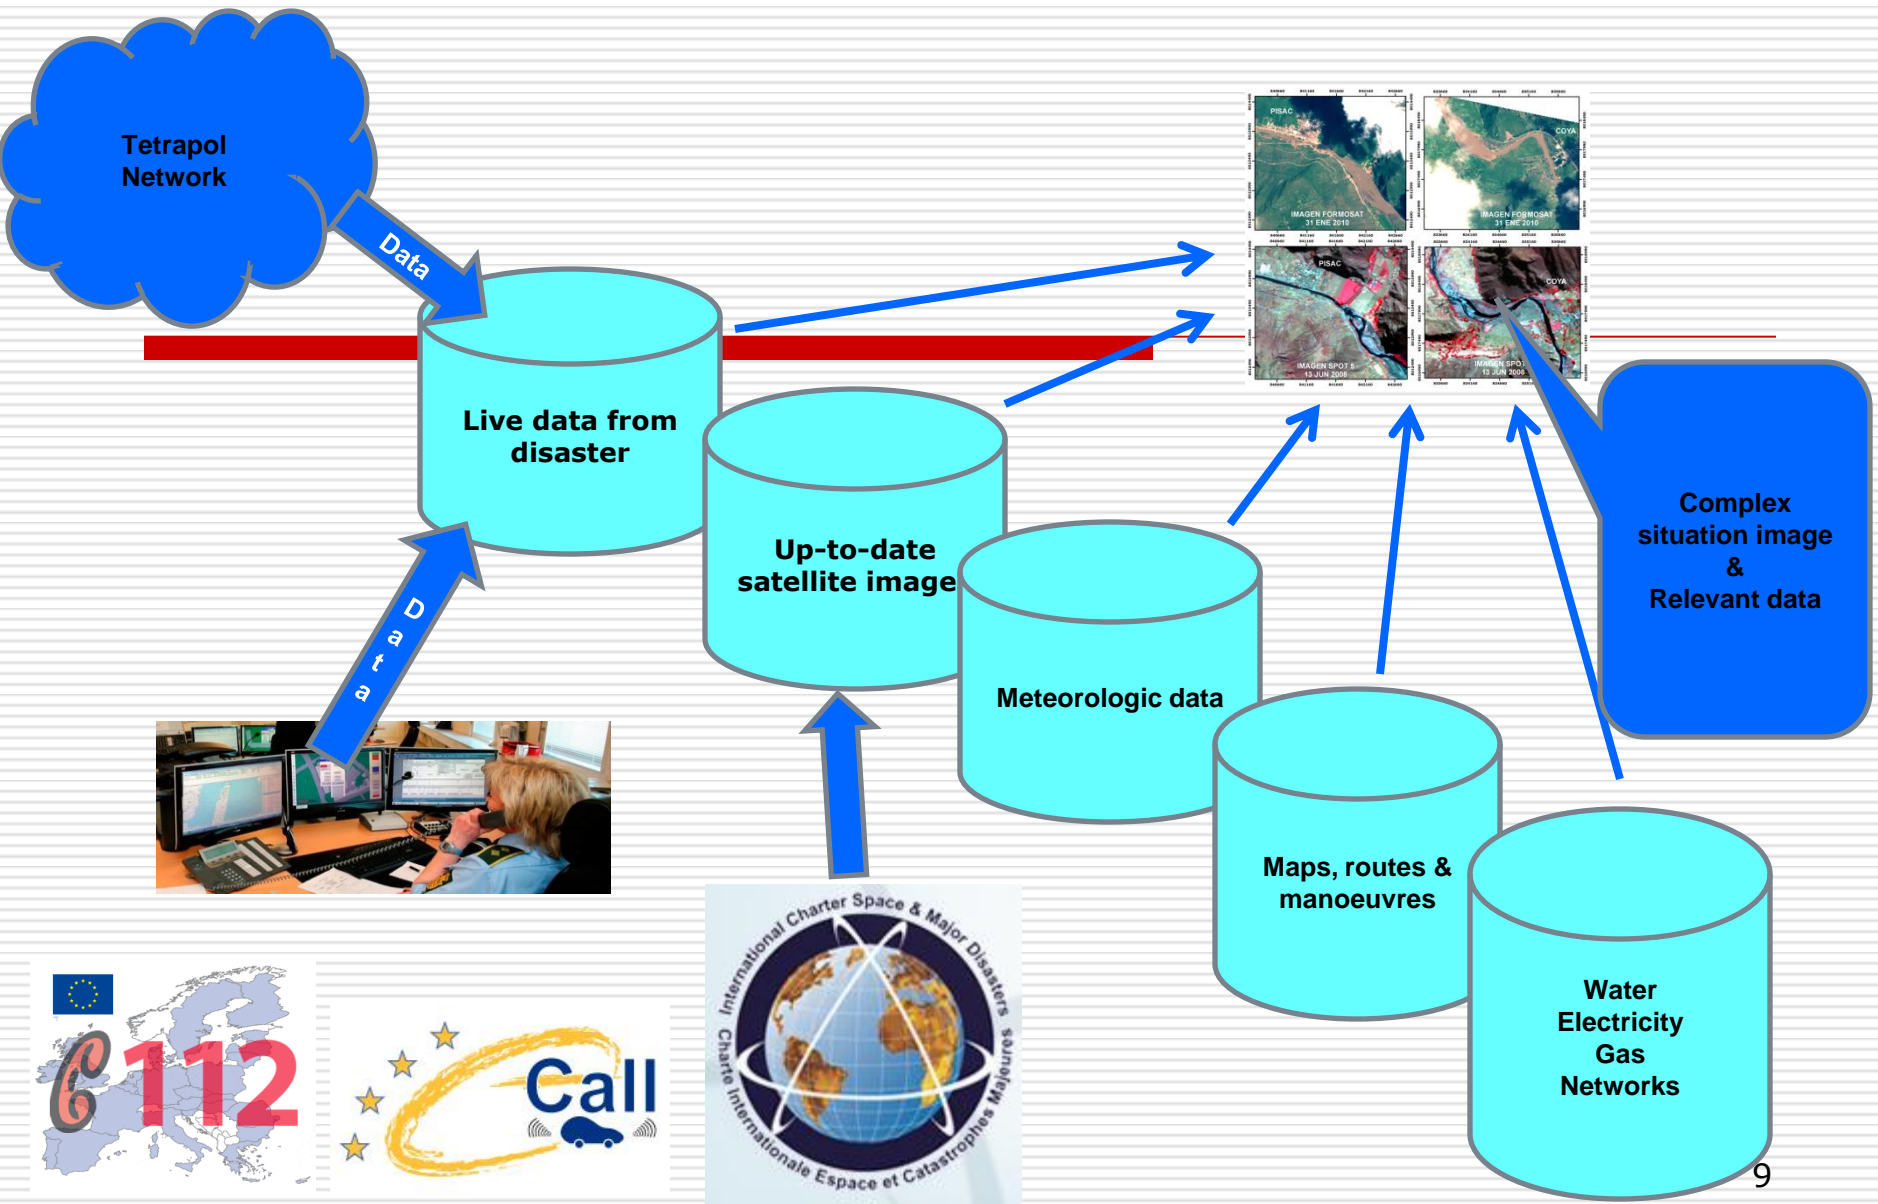 Tetrapol
Network
Data
PISAC
COYA
IMAGEN FORMOSAT
31 ENE 2010
IMAGEN FORMOSAT
31 ENE 2010
PISAC
COYA
IMAGEN SPOT 5
13 JUN 2008
IMAGEN SPOT
13 JUN 2008
Live data from
disaster
Up-to-date
satellite image
Complex
situation image
&
Relevant data
Data
Meteorologic data
Maps, routes &
manoeuvres
Water
Electricity
Gas
Networks
International Charter Space & Major Disasters
Charte Internationale Espace et Catastrophes Majeures
112
eCall
9